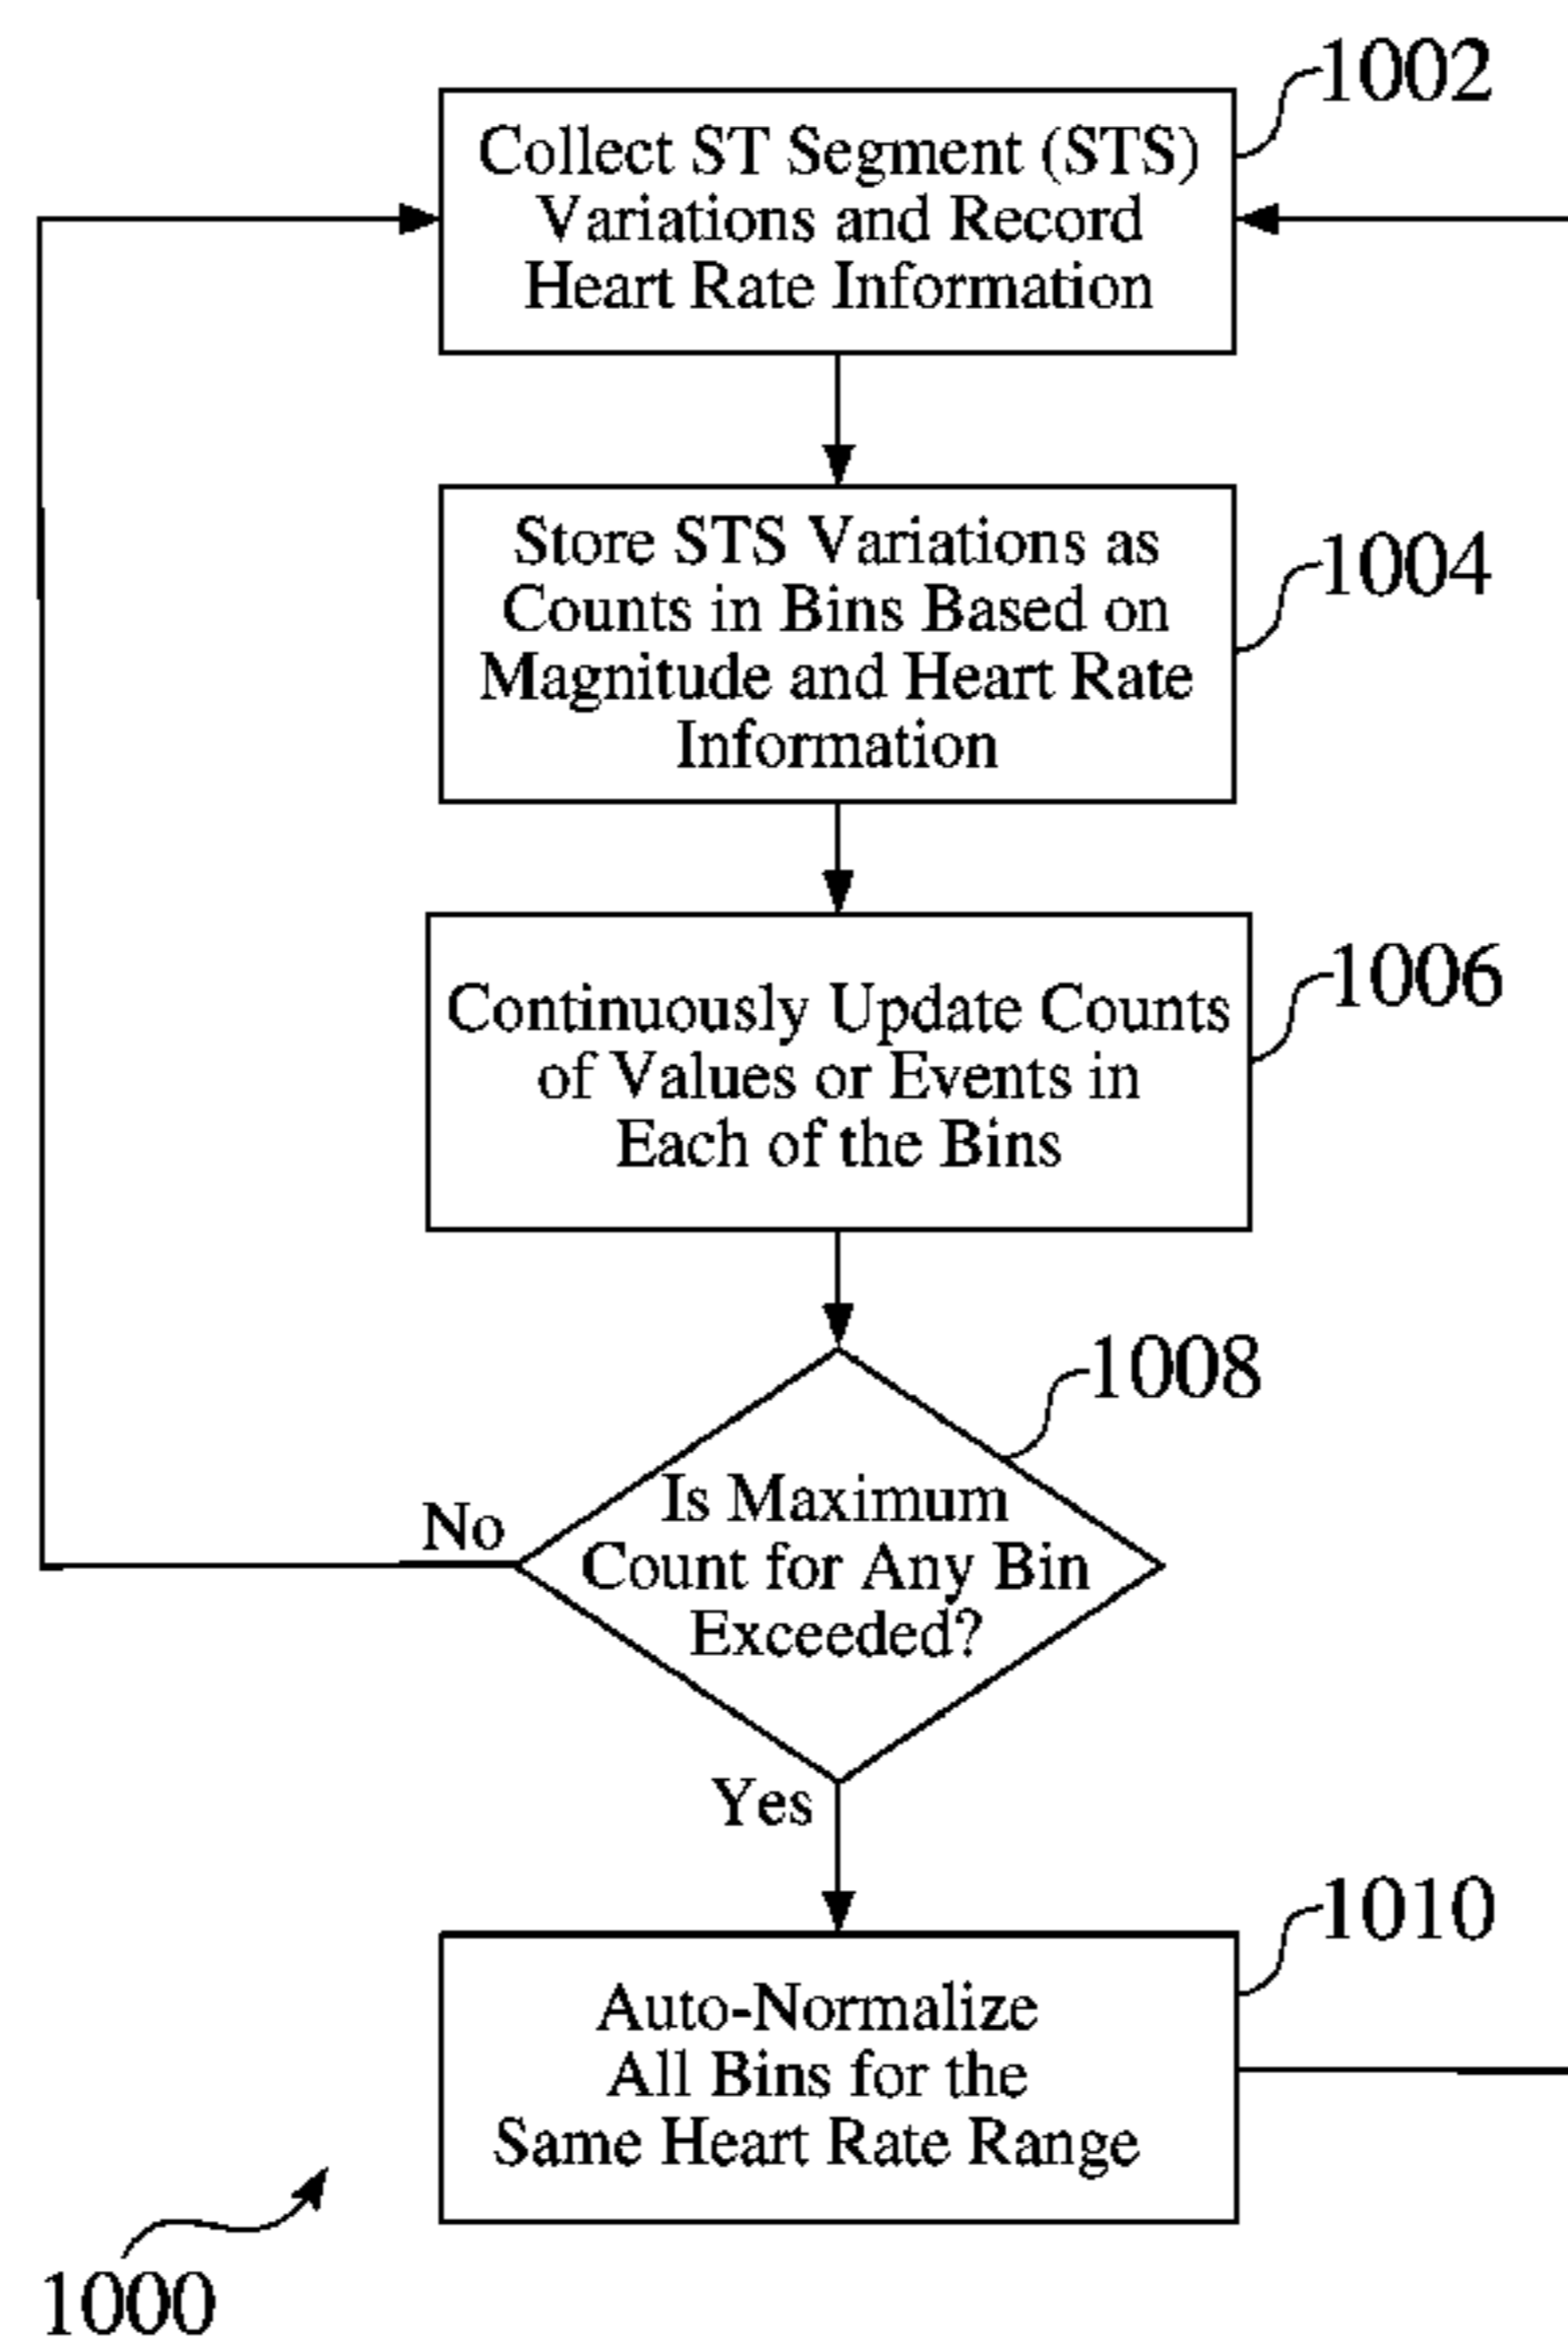 1002
Collect ST Segment (STS)
Variations and Record
Heart Rate Information
1004
Store STS Variations as
Counts in Bins Based on
Magnitude and Heart Rate
Information
1006
Continuously Update Counts
of Values or Events in
Each of the Bins
1008
Is Maximum
Count for Any Bin
Exceeded?
No
Yes
1010
Auto-Normalize
All Bins for the
Same Heart Rate Range
1000